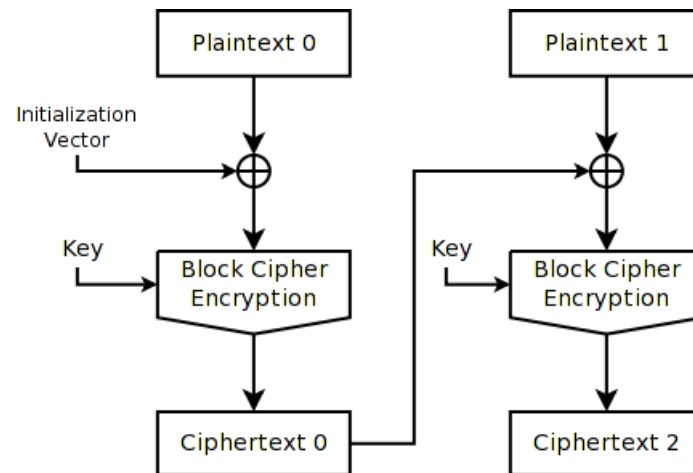 Plaintext 0
Plaintext 1
Initialization
Vector
Key
Block Cipher
Encryption
Key
Block Cipher
Encryption
Ciphertext 0
Ciphertext 2